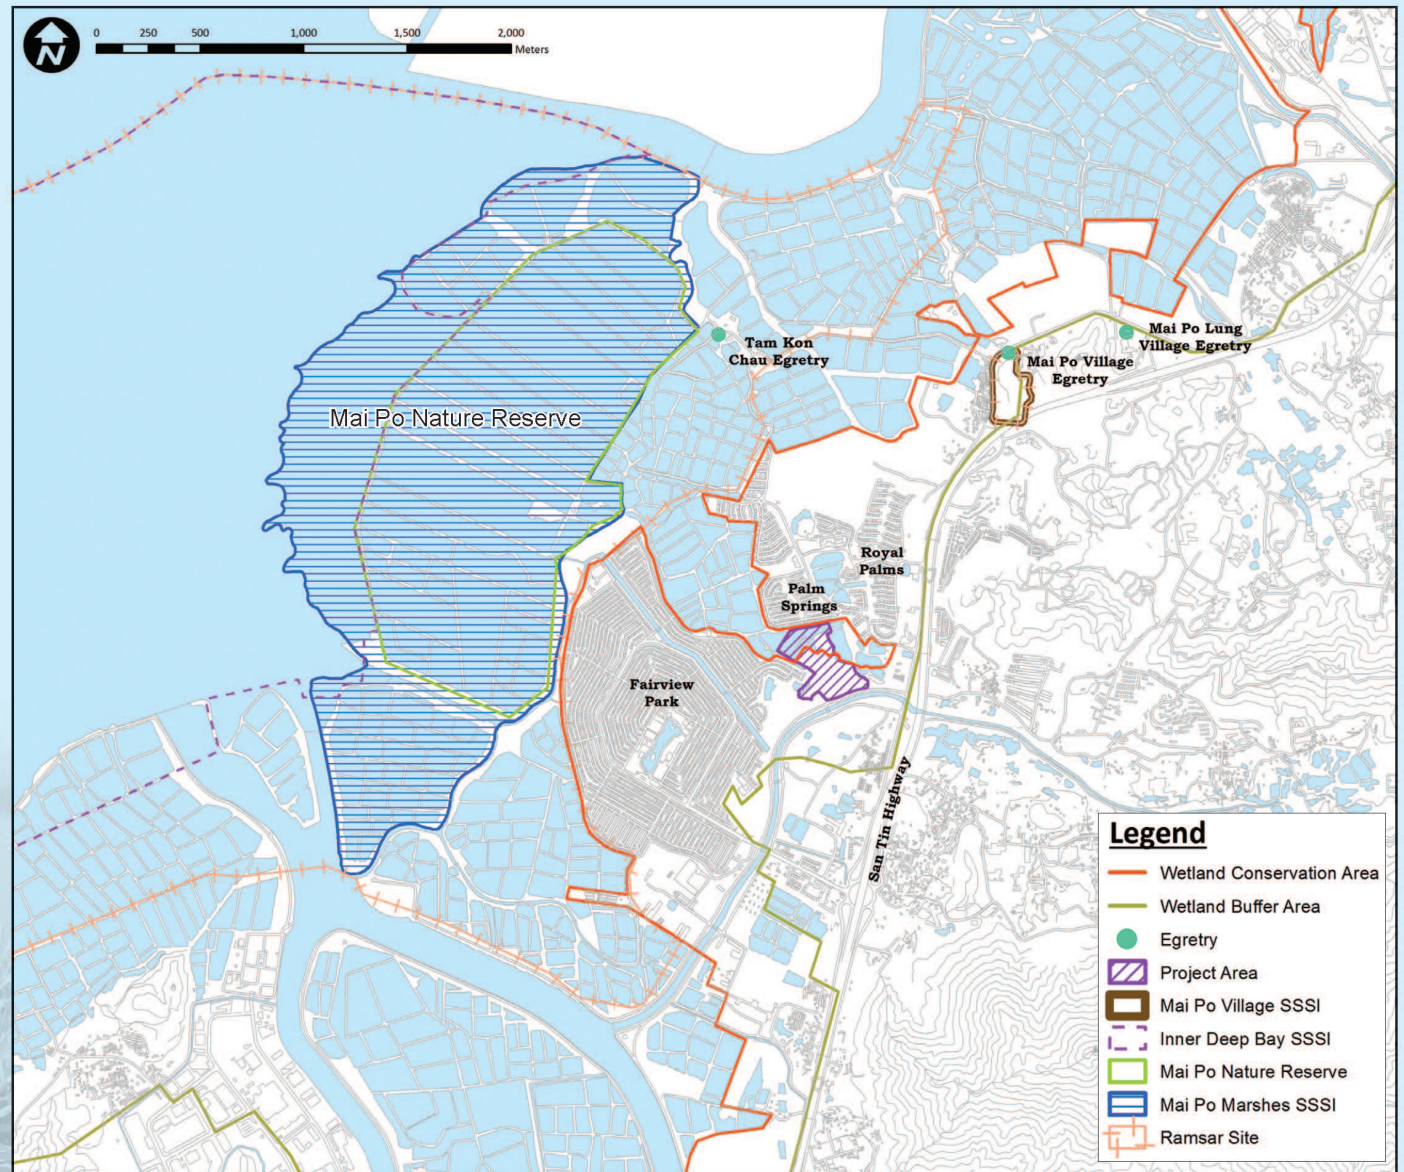 0 250 500 1,000 1,500 2,000
Meters
N
Tam Kon
Chau Egretry
Mai Po Lung
Village Egretry
Mai Po Village
Egretry
Mai Po Nature Reserve
Royal
Palms
Palm
Springs
Fairview
Park
San Tin Highway
Legend
Wetland Conservation Area
Wetland Buffer Area
Egretry
Project Area
Mai Po Village SSSI
Inner Deep Bay SSSI
Mai Po Nature Reserve
Mai Po Marshes SSSI
Ramsar Site